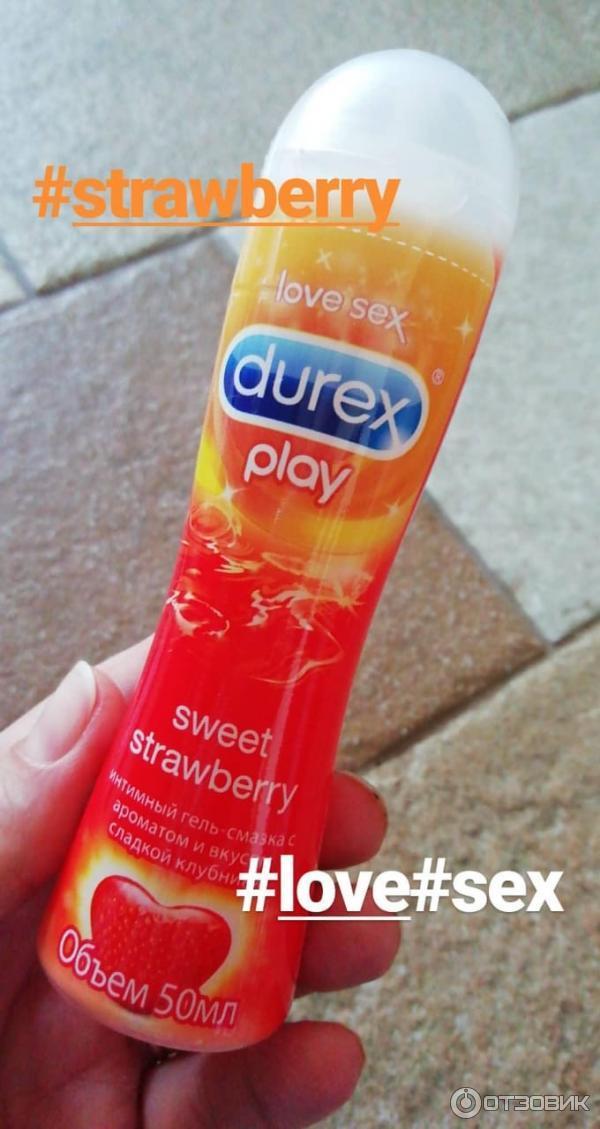 #strawberry
love sex
durex®
play
sweet
strawberry
интимный гель-смазка с
ароматом и
сладкой
#love#sex
Объем 50мл
ОТЗОВИК